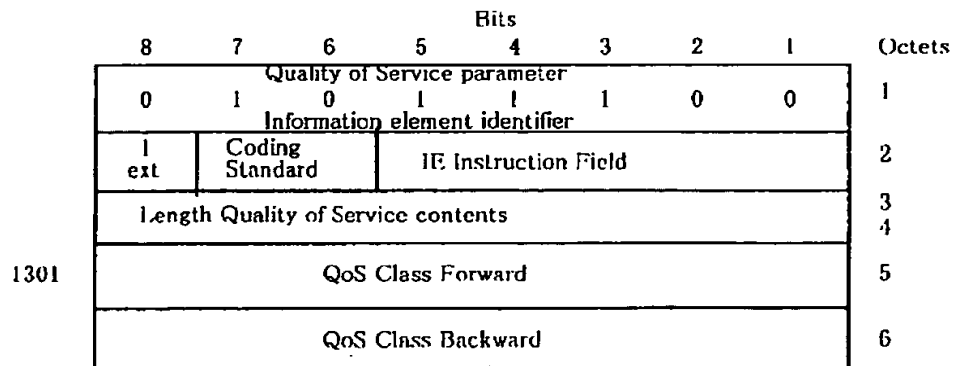 Bits
8 7 6 5 4 3 2 1 Octets
Quality of Service parameter
0 1 0 1 1 1 0 0 1
Information element identifier
1 Coding IE Instruction Field 2
ext Standard
Length Quality of Service contents 3
4
1301 QoS Class Forward 5
QoS Class Backward 6